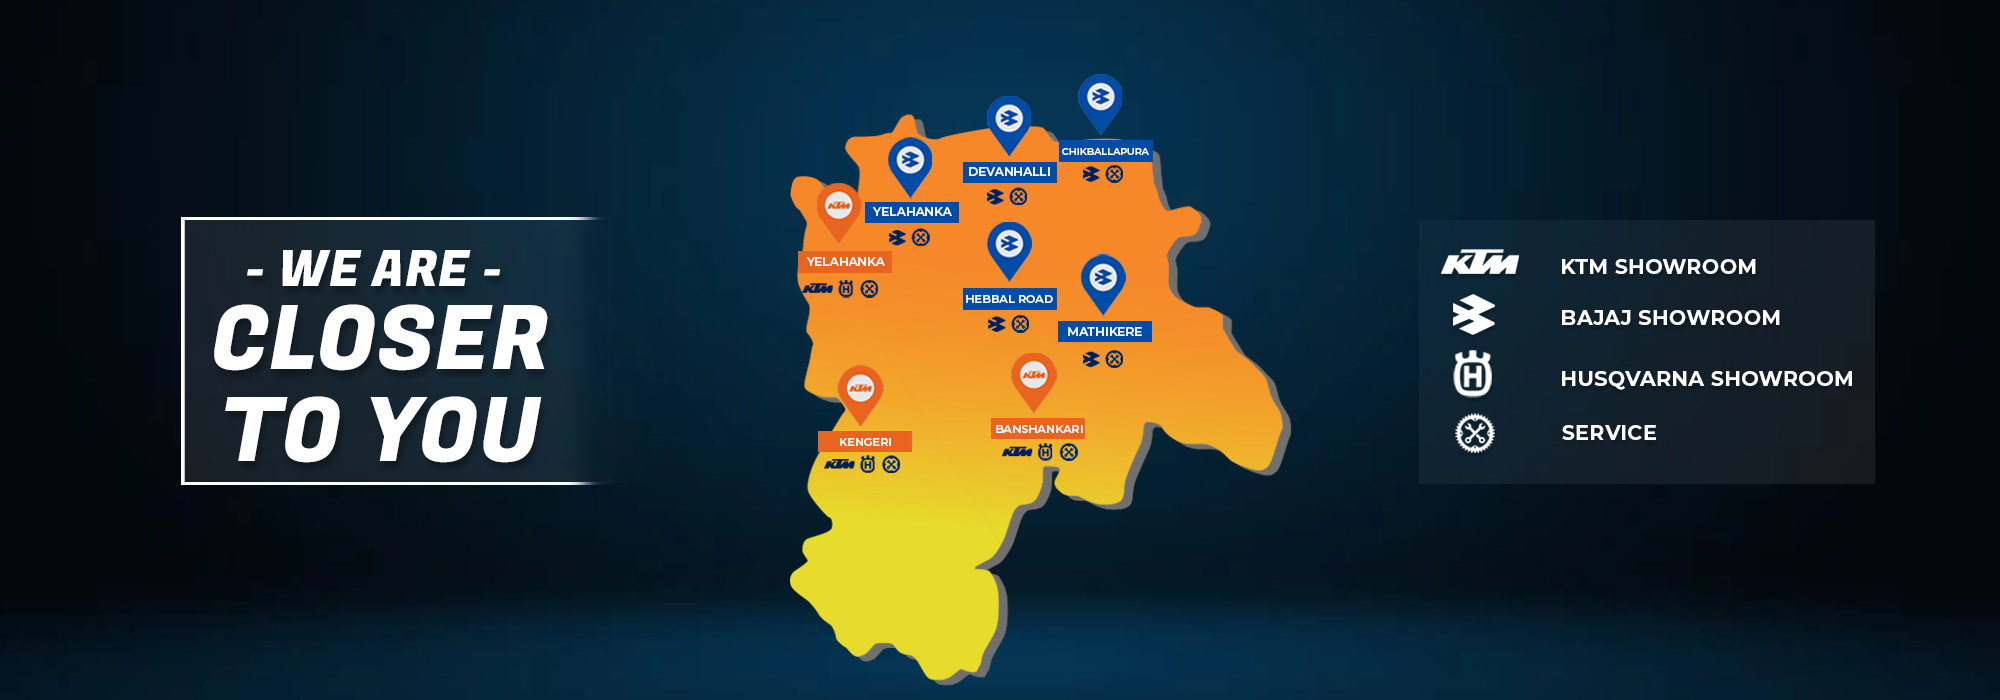 - WE ARE -
CLOSER
TO YOU
CHIKBALLAPURA
DEVANHALLI
YELAHANKA
KTM
YELAHANKA
KTM H
HEBBAL ROAD
MATHIKERE
KTM
KENGERI
KTM H
KTM
BANSHANKARI
KTM H
KTM KTM SHOWROOM
BAJAJ SHOWROOM
H HUSQVARNA SHOWROOM
SERVICE